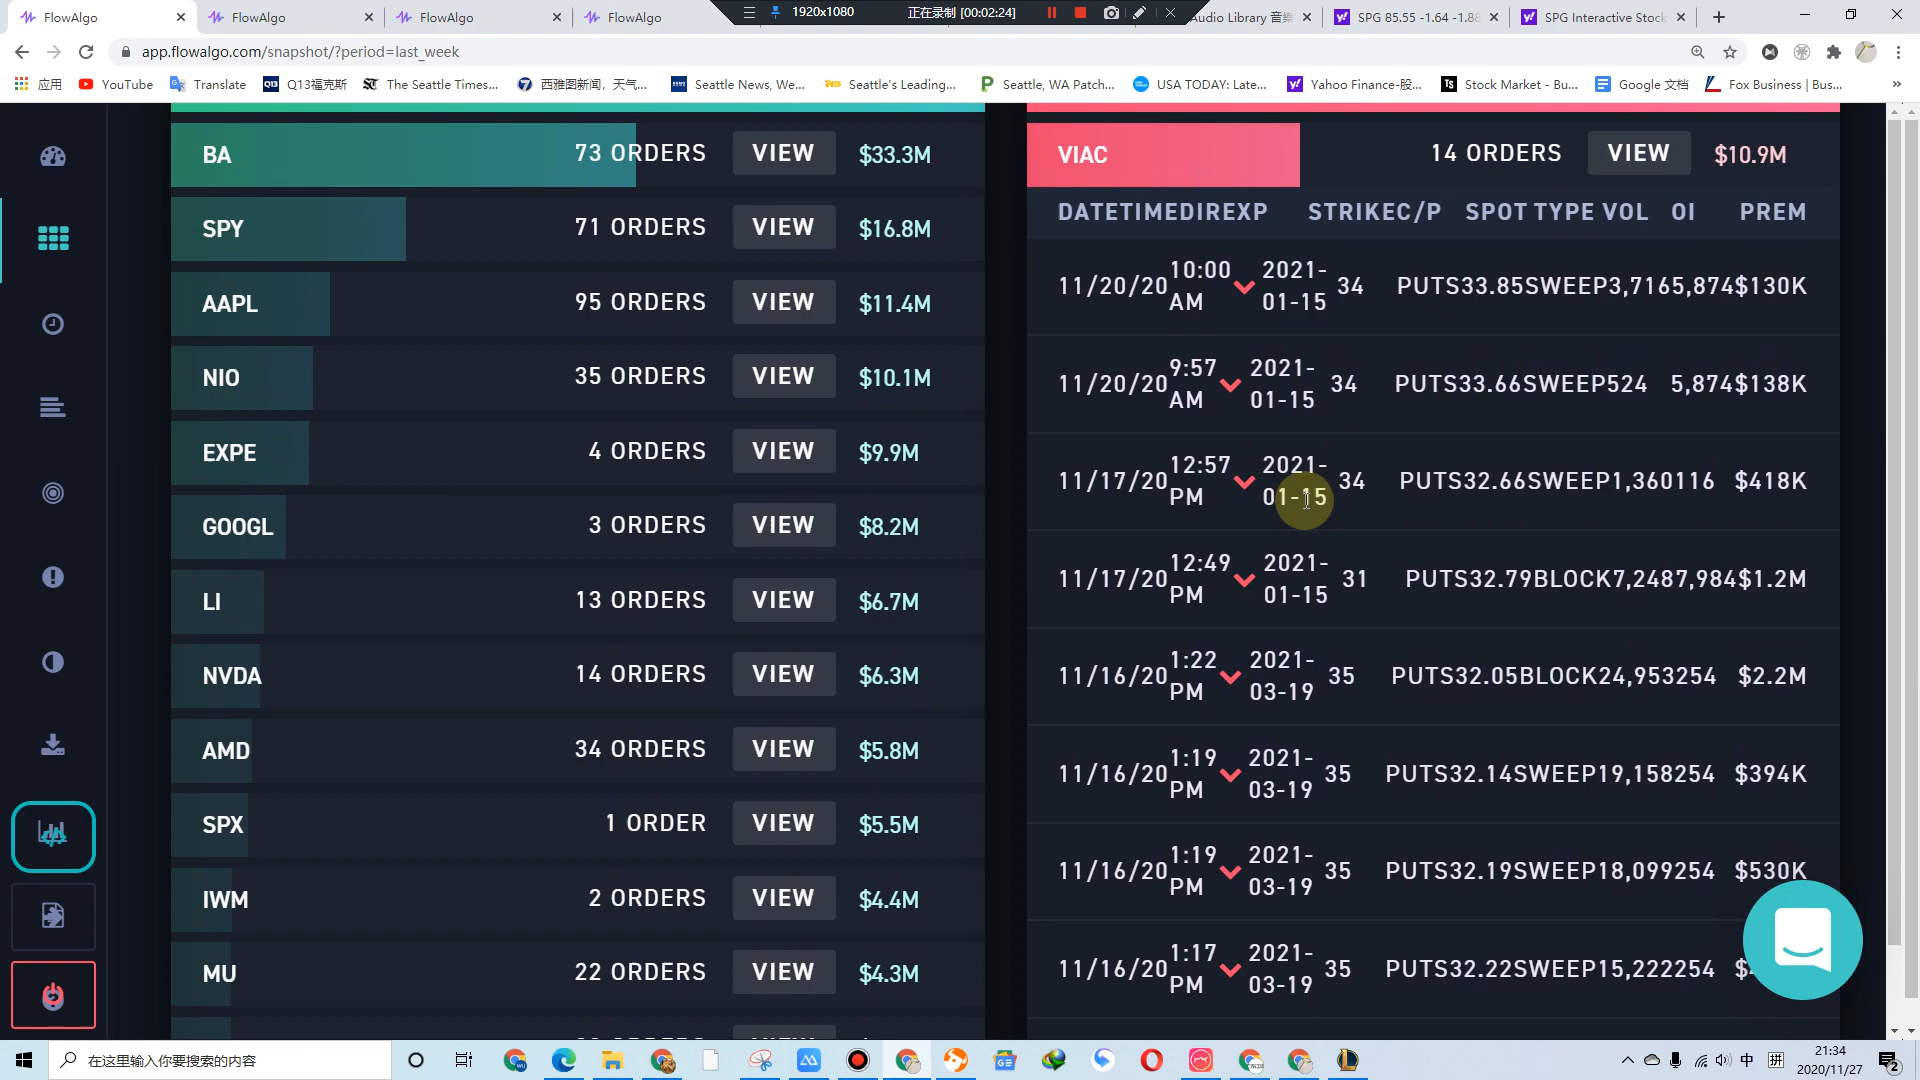 FlowAlgo
FlowAlgo
FlowAlgo
FlowAlgo
1920x1080
正在录制 [00:02:24]
Audio Library 音樂
SPG 85.55 -1.64 -1.88
SPG Interactive Stock
app.flowalgo.com/snapshot/?period=last_week
应用
YouTube
Translate
Q13福克斯
The Seattle Times...
西雅图新闻，天气...
Seattle News, We...
Seattle's Leading...
Seattle, WA Patch...
USA TODAY: Late...
Yahoo Finance-股...
Stock Market - Bu...
Google 文档
Fox Business | Bus...
BA 73 ORDERS VIEW $33.3M
SPY 71 ORDERS VIEW $16.8M
AAPL 95 ORDERS VIEW $11.4M
NIO 35 ORDERS VIEW $10.1M
EXPE 4 ORDERS VIEW $9.9M
GOOGL 3 ORDERS VIEW $8.2M
LI 13 ORDERS VIEW $6.7M
NVDA 14 ORDERS VIEW $6.3M
AMD 34 ORDERS VIEW $5.8M
SPX 1 ORDER VIEW $5.5M
IWM 2 ORDERS VIEW $4.4M
MU 22 ORDERS VIEW $4.3M
VIAC 14 ORDERS VIEW $10.9M
DATETIMEDIREXP STRIKEC/P SPOT TYPE VOL OI PREM
11/20/20 10:00 AM 2021-01-15 34 PUTS33.85SWEEP3,7165,874$130K
11/20/20 9:57 AM 2021-01-15 34 PUTS33.66SWEEP524 5,874$138K
11/17/20 12:57 PM 2021-01-15 34 PUTS32.66SWEEP1,360116 $418K
11/17/20 12:49 PM 2021-01-15 31 PUTS32.79BLOCK7,2487,984$1.2M
11/16/20 1:22 PM 2021-03-19 35 PUTS32.05BLOCK24,953254 $2.2M
11/16/20 1:19 PM 2021-03-19 35 PUTS32.14SWEEP19,158254 $394K
11/16/20 1:19 PM 2021-03-19 35 PUTS32.19SWEEP18,099254 $530K
11/16/20 1:17 PM 2021-03-19 35 PUTS32.22SWEEP15,222254
在这里输入你要搜索的内容
中
拼
21:34
2020/11/27
2